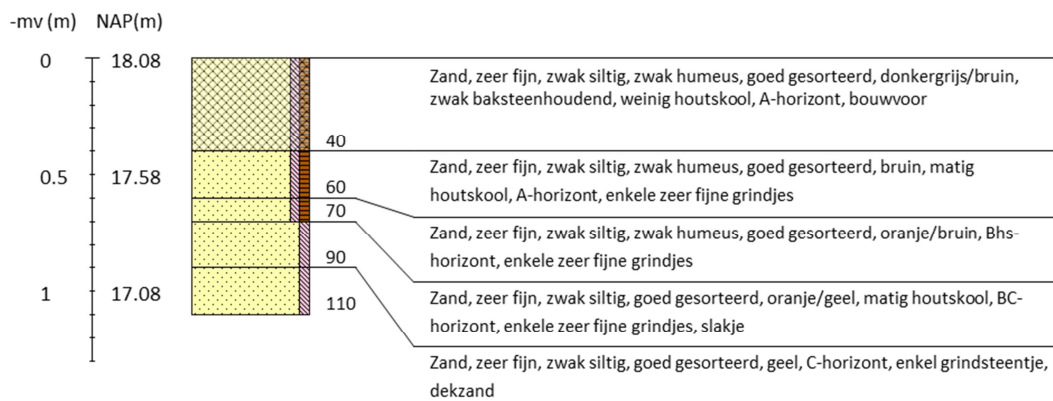 -mv (m) NAP(m)
0 18.08
Zand, zeer fijn, zwak siltig, zwak humeus, goed gesorteerd, donkergrijs/bruin,
zwak baksteenhoudend, weinig houtskool, A-horizont, bouwvoor
40
Zand, zeer fijn, zwak siltig, zwak humeus, goed gesorteerd, bruin, matig
0.5 17.58
60
houtskool, A-horizont, enkele zeer fijne grindjes
70
Zand, zeer fijn, zwak siltig, zwak humeus, goed gesorteerd, oranje/bruin, Bhs-
horizont, enkele zeer fijne grindjes
90
1 17.08
110
Zand, zeer fijn, zwak siltig, goed gesorteerd, oranje/geel, matig houtskool, BC-
horizont, enkele zeer fijne grindjes, slakje
Zand, zeer fijn, zwak siltig, goed gesorteerd, geel, C-horizont, enkel grindsteentje,
dekzand